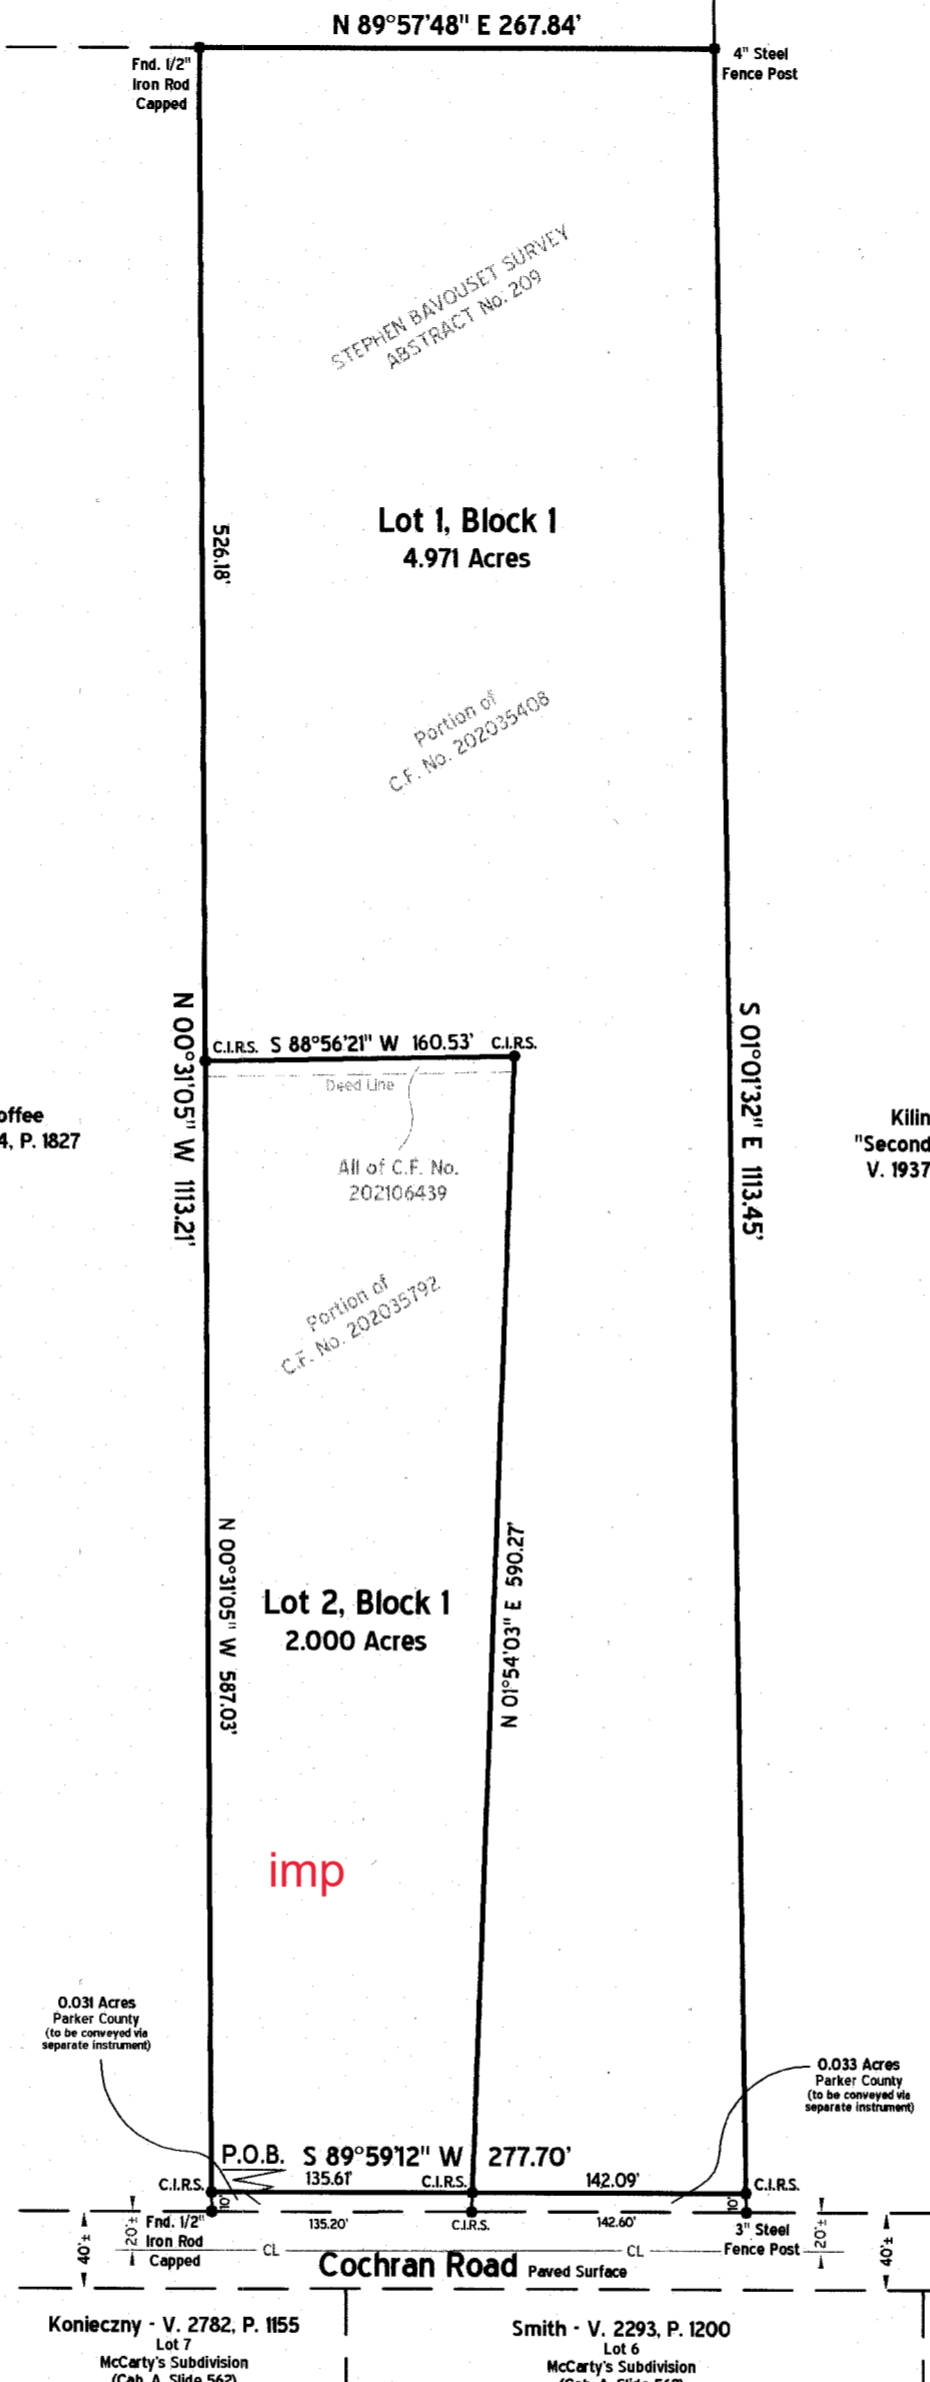 N 89°57'48" E 267.84'
Fnd. 1/2"
Iron Rod
Capped
4" Steel
Fence Post
STEPHEN BAVOUSET SURVEY
ABSTRACT No. 209
Lot 1, Block 1
4.971 Acres
526.18'
Portion of
C.F. No. 202035408
N 00°31'05" W 1113.21'
C.I.R.S. S 88°56'21" W 160.53' C.I.R.S.
Deed Line
S 01°01'32" E 1113.45'
offee
4, P. 1827
Kilin
"Second
V. 1937
All of C.F. No.
202106439
Portion of
C.F. No. 202035792
N 00°31'05" W 587.03'
N 01°54'03" E 590.27'
Lot 2, Block 1
2.000 Acres
imp
0.031 Acres
Parker County
(to be conveyed via
separate instrument)
0.033 Acres
Parker County
(to be conveyed via
separate instrument)
P.O.B. S 89°59'12" W 277.70'
C.I.R.S. 135.61' C.I.R.S. 142.09' C.I.R.S.
10' 10'
Fnd. 1/2"
Iron Rod
Capped
135.20' C.I.R.S. 142.60'
3" Steel
Fence Post
40'± 20'± 20'± 40'±
CL CL
Cochran Road Paved Surface
Konieczny - V. 2782, P. 1155
Lot 7
McCarty's Subdivision
(Cab. A, Slide 562)
Smith - V. 2293, P. 1200
Lot 6
McCarty's Subdivision